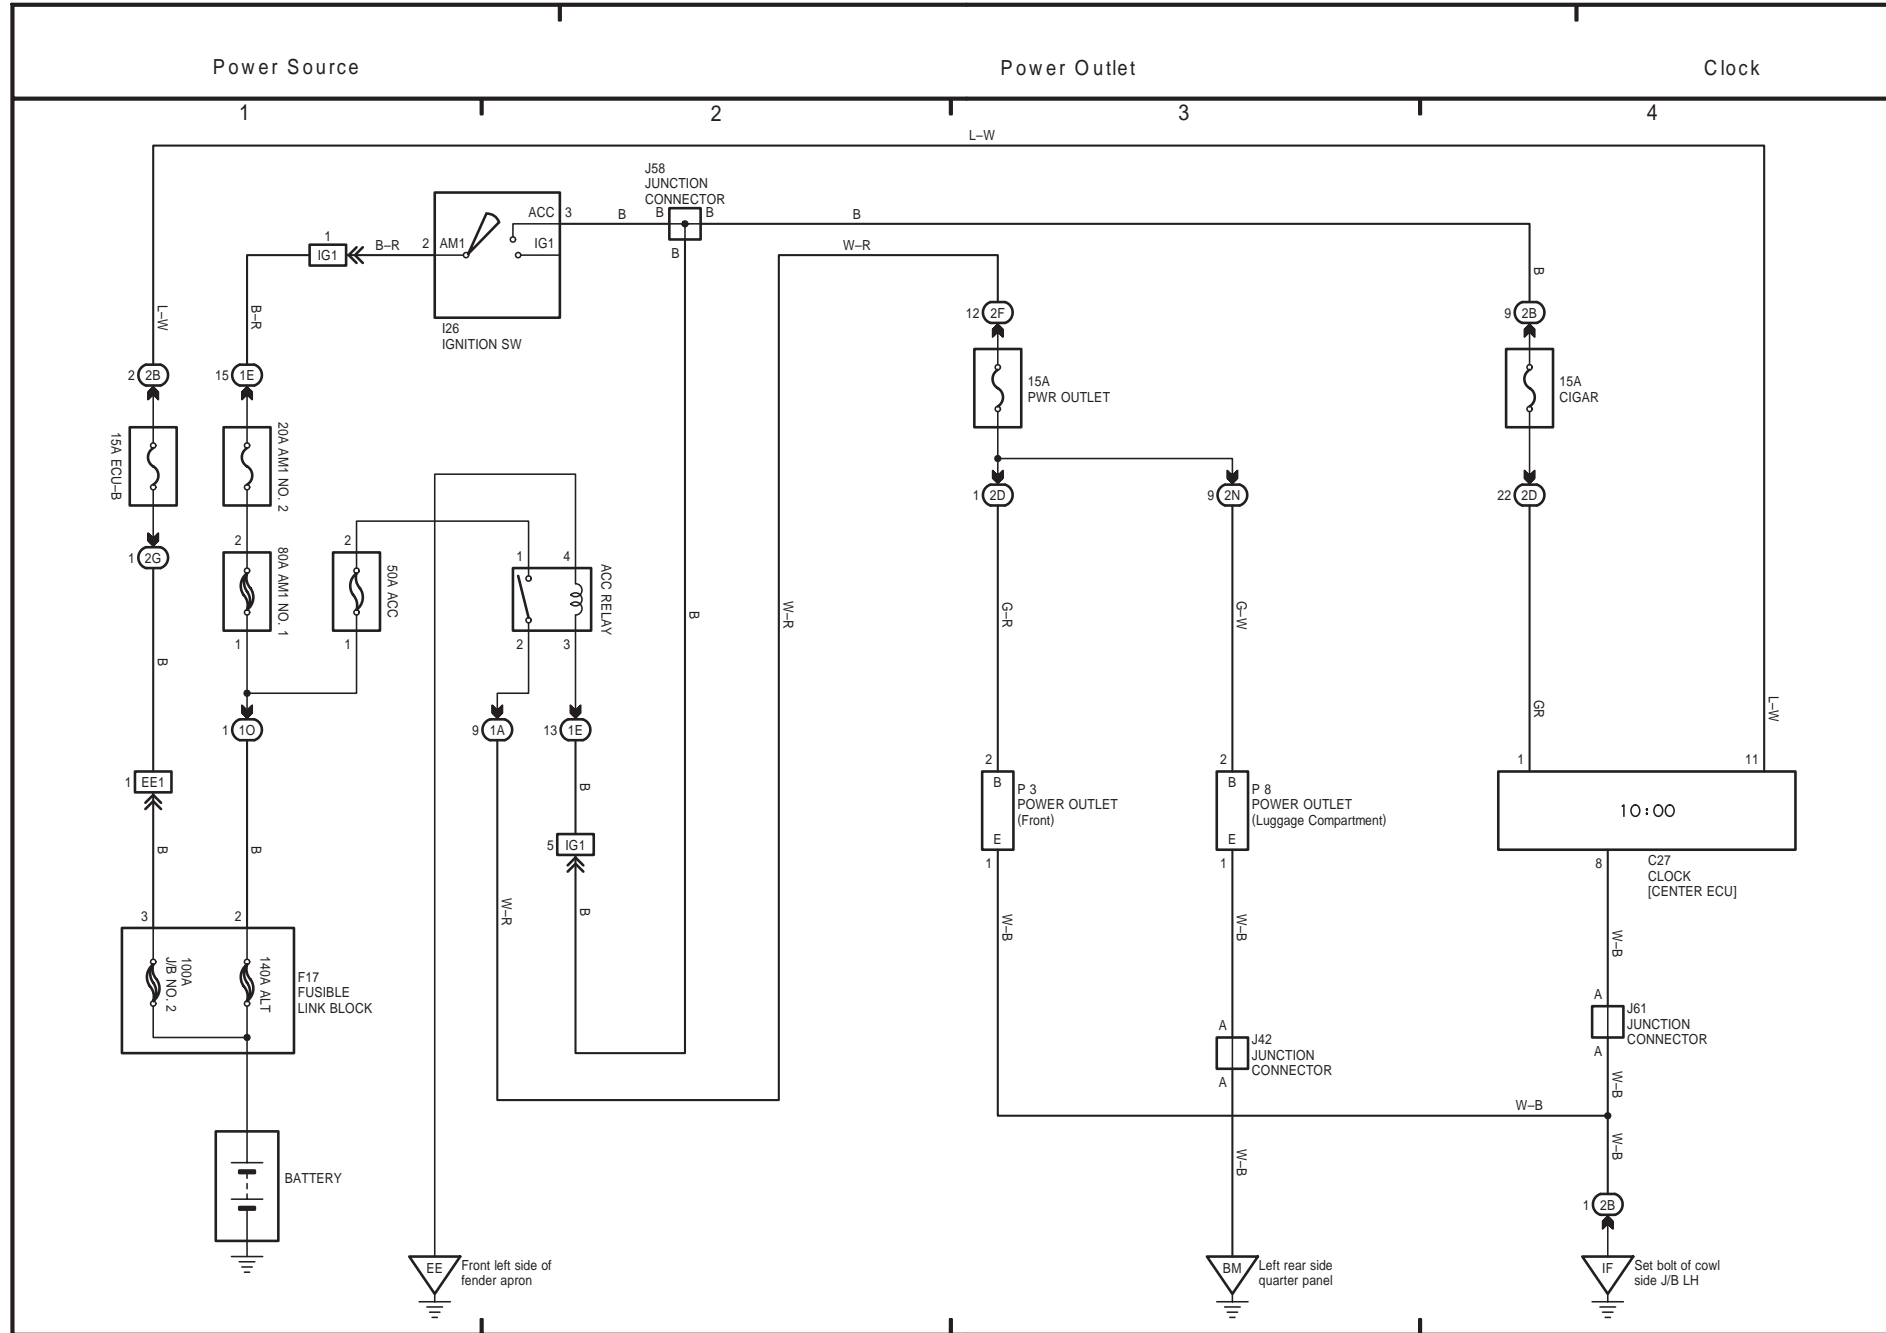 Power Source
Power Outlet
Clock
1
2
3
4
L–W
J58
JUNCTION
CONNECTOR
ACC
3
B
B
B
B
1
IG1
B–R
2
AM1
IG1
B
W–R
I26
IGNITION SW
L–W
B–R
B
12
2F
9
2B
2
2B
15
1E
15A
PWR OUTLET
15A
CIGAR
15A ECU–B
20A AM1 NO. 2
1
2D
9
2N
22
2D
1
2G
2
80A AM1 NO. 1
1
2
50A ACC
1
1
4
ACC RELAY
2
3
B
W–R
G–R
G–W
GR
L–W
B
1
1O
9
1A
13
1E
1
EE1
B
5
IG1
B
B
B
W–R
2
B
E
1
P 3
POWER OUTLET
(Front)
2
B
E
1
P 8
POWER OUTLET
(Luggage Compartment)
1
11
10:00
8
C27
CLOCK
[CENTER ECU]
3
2
100A
J/B NO. 2
140A ALT
F17
FUSIBLE
LINK BLOCK
W–B
W–B
W–B
A
J61
JUNCTION
CONNECTOR
A
A
J42
JUNCTION
CONNECTOR
A
W–B
W–B
W–B
W–B
BATTERY
1
2B
EE
Front left side of
fender apron
BM
Left rear side
quarter panel
IF
Set bolt of cowl
side J/B LH